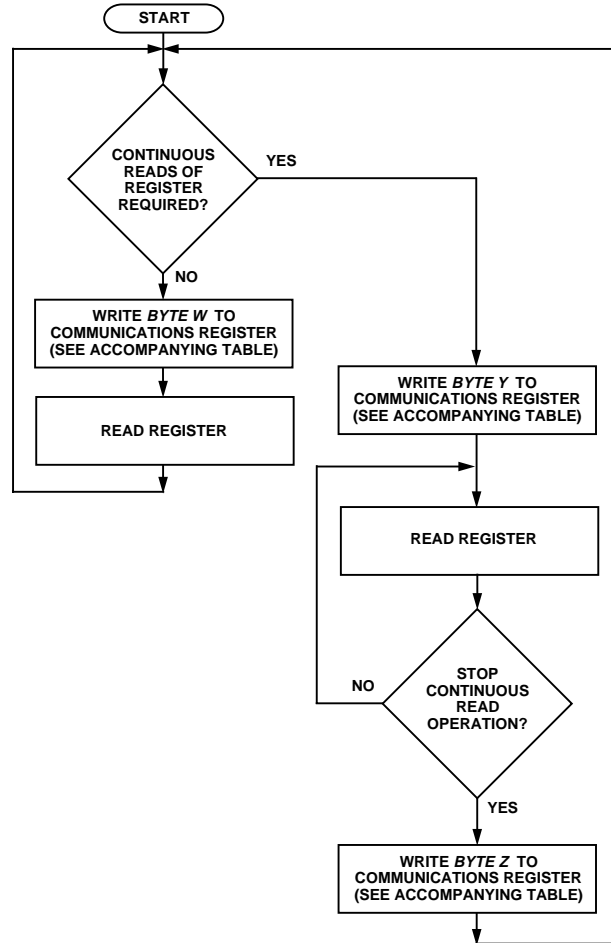 START
CONTINUOUS
READS OF
REGISTER
REQUIRED?
YES
NO
WRITE BYTE W TO
COMMUNICATIONS REGISTER
(SEE ACCOMPANYING TABLE)
READ REGISTER
WRITE BYTE Y TO
COMMUNICATIONS REGISTER
(SEE ACCOMPANYING TABLE)
READ REGISTER
STOP
CONTINUOUS
READ
OPERATION?
NO
YES
WRITE BYTE Z TO
COMMUNICATIONS REGISTER
(SEE ACCOMPANYING TABLE)